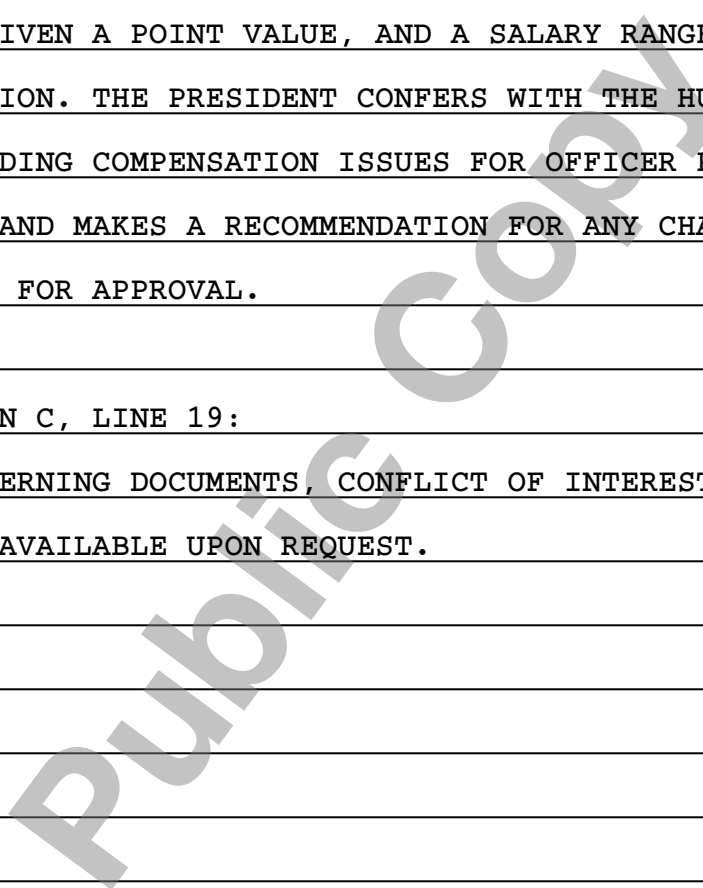 IVEN A POINT VALUE, AND A SALARY RANGE
ION. THE PRESIDENT CONFERS WITH THE HU
DING COMPENSATION ISSUES FOR OFFICER
AND MAKES A RECOMMENDATION FOR ANY CHA
FOR APPROVAL.
N C, LINE 19:
ERNING DOCUMENTS, CONFLICT OF INTEREST
AVAILABLE UPON REQUEST.
Public Copy